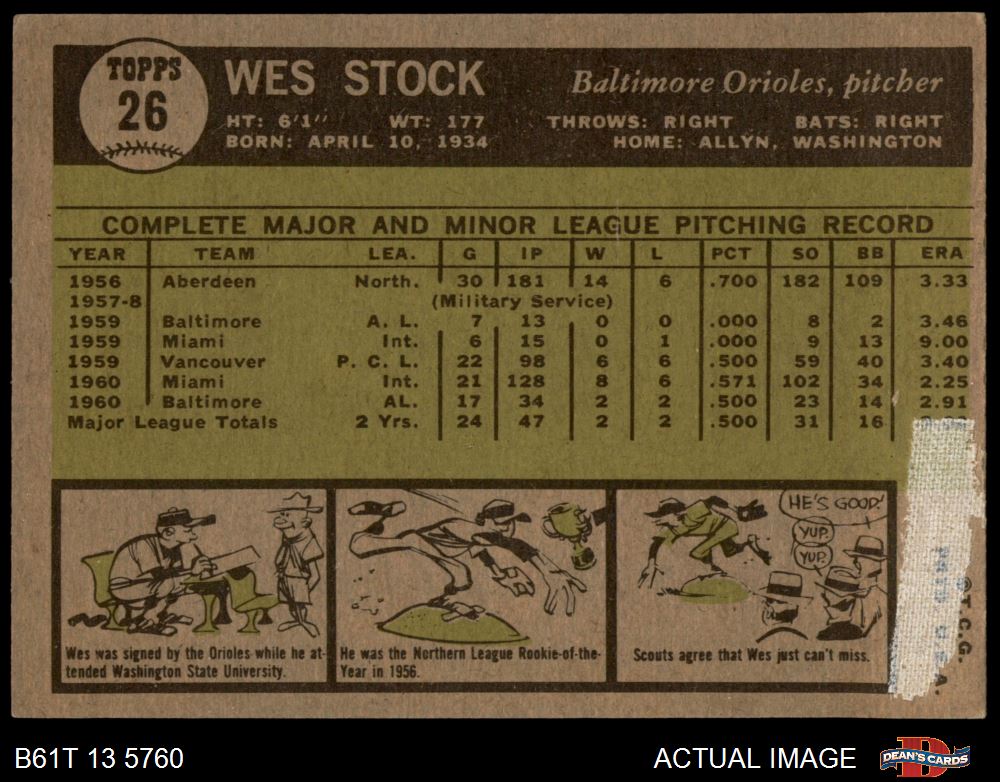 TOPPS
26
WES STOCK
Baltimore Orioles, pitcher
HT: 6'1" WT: 177 THROWS: RIGHT BATS: RIGHT
BORN: APRIL 10, 1934 HOME: ALLYN, WASHINGTON
COMPLETE MAJOR AND MINOR LEAGUE PITCHING RECORD
YEAR TEAM LEA. G IP W L PCT SO BB ERA
1956 Aberdeen North. 30 181 14 6 .700 182 109 3.33
1957-8 (Military Service)
1959 Baltimore A. L. 7 13 0 0 .000 8 2 3.46
1959 Miami Int. 6 15 0 1 .000 9 13 9.00
1959 Vancouver P. C. L. 22 98 6 6 .500 59 40 3.40
1960 Miami Int. 21 128 8 6 .571 102 34 2.25
1960 Baltimore AL. 17 34 2 2 .500 23 14 2.91
Major League Totals 2 Yrs. 24 47 2 2 .500 31 16
HE'S GOOD!
YUP.
YUP.
Wes was signed by the Orioles while he at-
tended Washington State University.
He was the Northern League Rookie-of-the-
Year in 1956.
Scouts agree that Wes just can't miss.
©T.C.G.
B61T 13 5760
ACTUAL IMAGE
DEAN'S CARDS